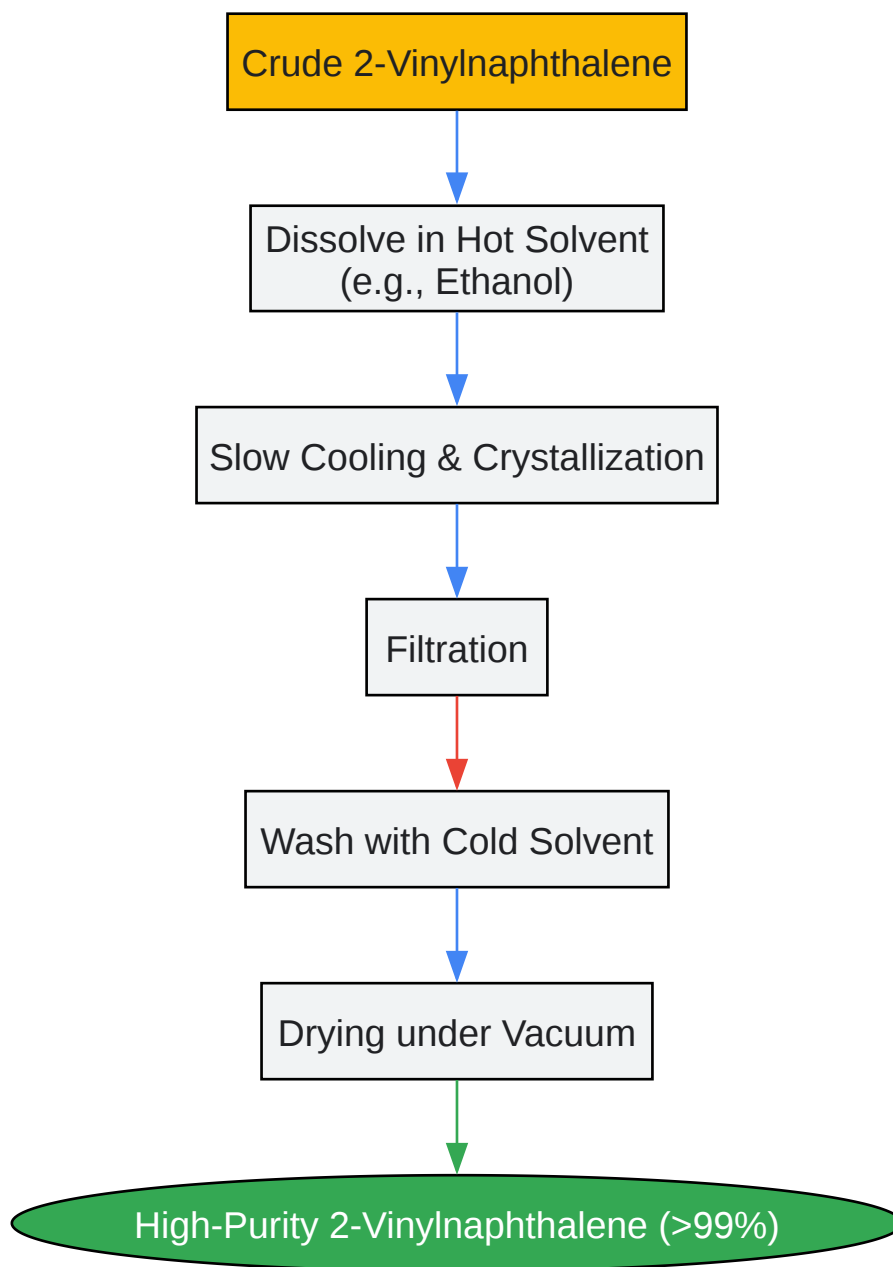 Crude 2-Vinylnaphthalene
Dissolve in Hot Solvent
(e.g., Ethanol)
Slow Cooling & Crystallization
Filtration
Wash with Cold Solvent
Drying under Vacuum
High-Purity 2-Vinylnaphthalene (>99%)